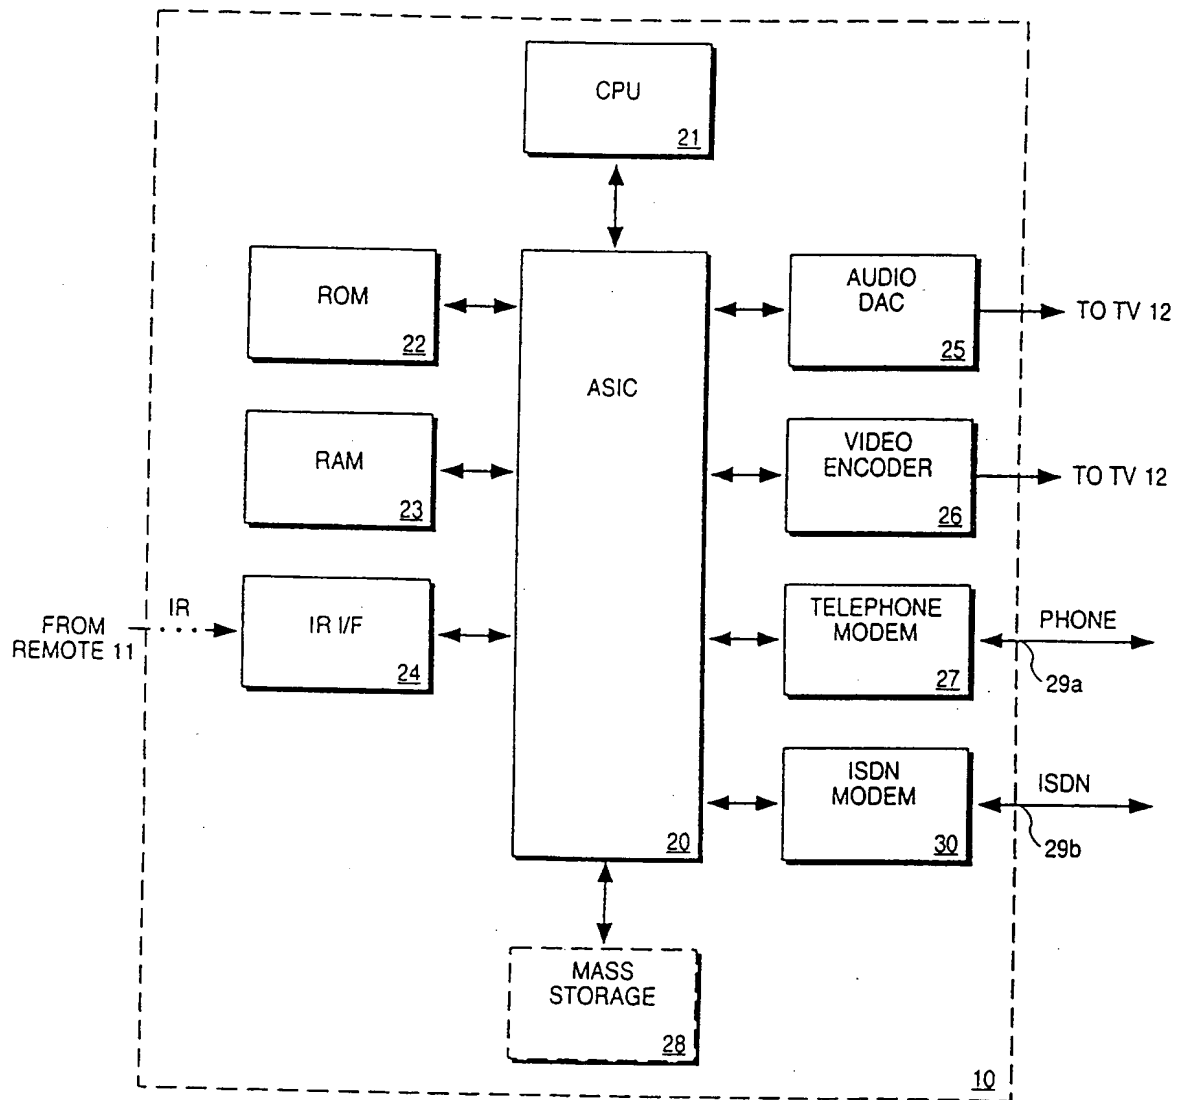 CPU
21
ROM
22
RAM
23
IR
FROM
REMOTE 11
IR I/F
24
ASIC
20
AUDIO
DAC
25
TO TV 12
VIDEO
ENCODER
26
TO TV 12
TELEPHONE
MODEM
27
PHONE
29a
ISDN
MODEM
30
ISDN
29b
MASS
STORAGE
28
10